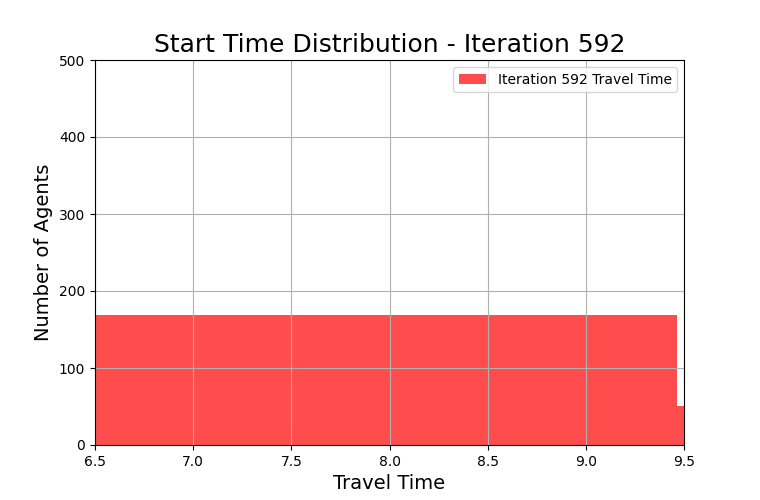 Start Time Distribution - Iteration 592
Iteration 592 Travel Time
Number of Agents
500
400
300
200
100
0
6.5 7.0 7.5 8.0 8.5 9.0 9.5
Travel Time